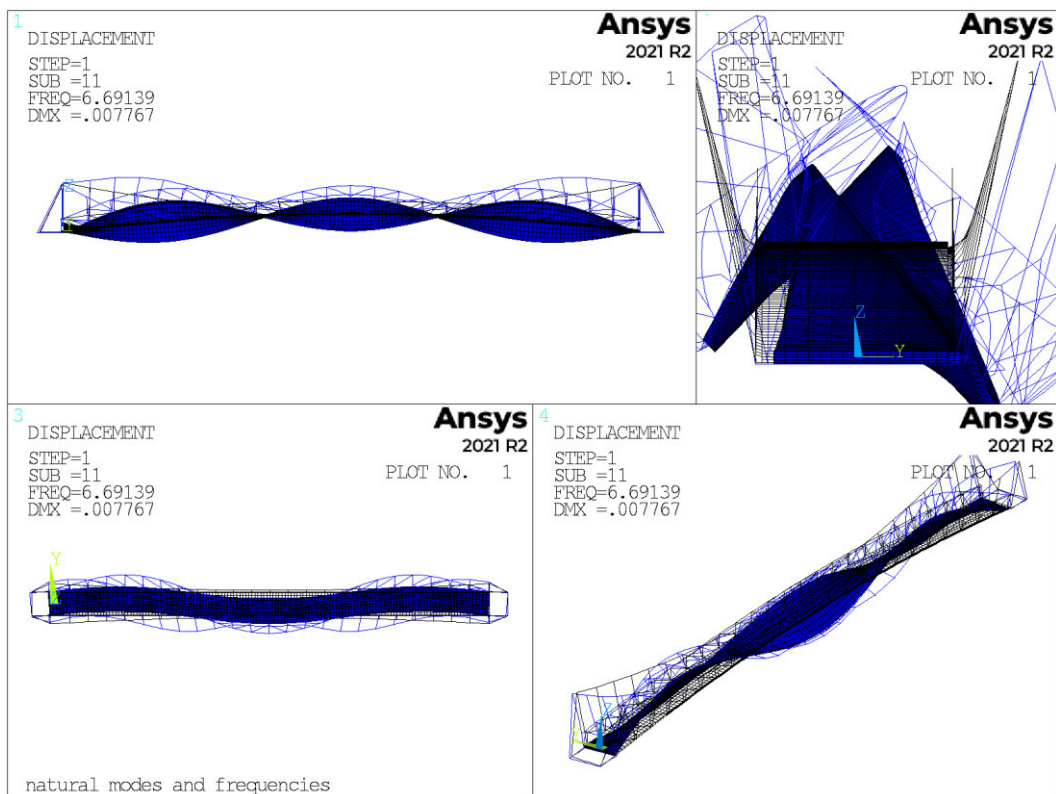 1
Ansys
2021 R2
DISPLACEMENT
STEP=1
SUB =11
FREQ=6.69139
DMX =.007767
PLOT NO. 1
Z
Ansys
2021 R2
DISPLACEMENT
STEP=1
SUB =11
FREQ=6.69139
DMX =.007767
PLOT NO. 1
Z
Y
3
Ansys
2021 R2
DISPLACEMENT
STEP=1
SUB =11
FREQ=6.69139
DMX =.007767
PLOT NO. 1
Y
natural modes and frequencies
4
Ansys
2021 R2
DISPLACEMENT
STEP=1
SUB =11
FREQ=6.69139
DMX =.007767
PLOT NO. 1
Z